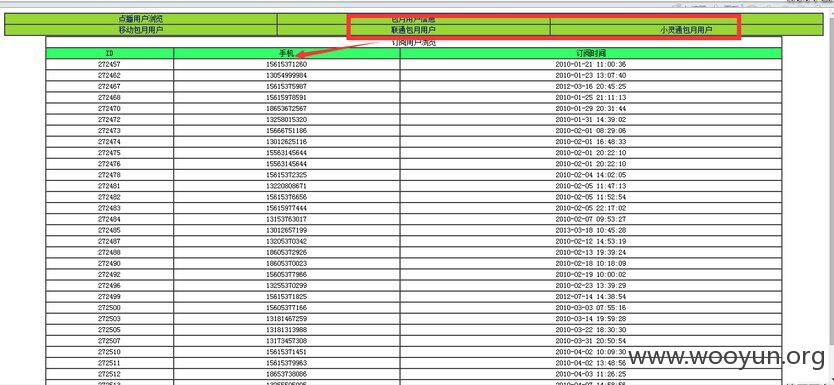 点播用户浏览 包月用户信息
移动包月用户 联通包月用户 小灵通包月用户
订阅用户浏览
ID 手机 订阅时间
272457 15615371260 2010-01-21 11:00:36
272462 13054999984 2010-01-23 13:07:40
272467 15615375987 2012-03-16 20:45:25
272468 15615978591 2010-01-25 21:11:13
272470 18653672567 2010-01-29 20:31:44
272472 13258015320 2010-01-31 14:39:02
272473 15666751186 2010-02-01 08:29:06
272474 13012625116 2010-02-01 16:48:33
272475 15563145644 2010-02-01 20:22:10
272476 15563145644 2010-02-01 20:22:10
272478 15615372325 2010-02-04 14:02:05
272481 13220808671 2010-02-05 11:47:13
272482 15615376656 2010-02-05 11:52:54
272483 15615977444 2010-02-05 22:17:02
272484 13153763017 2010-02-07 09:53:27
272485 13012657199 2013-03-18 10:45:28
272487 13205370342 2010-02-12 14:53:19
272488 18605372926 2010-02-13 19:39:24
272490 18605370023 2010-02-18 10:18:09
272492 15605377966 2010-02-19 10:00:02
272496 13255370299 2010-02-23 13:39:29
272499 15615371825 2012-07-14 14:38:54
272500 15605377166 2010-03-03 07:55:16
272503 13181467259 2010-03-14 19:59:28
272505 13181313988 2010-03-22 18:30:30
272507 13173457308 2010-03-31 20:50:54
272510 15615371451 2010-04-02 10:09:30
272511 15615379963 2010-04-02 13:48:56
272512 18653738086 2010-04-03 11:26:25
www.wooyun.org